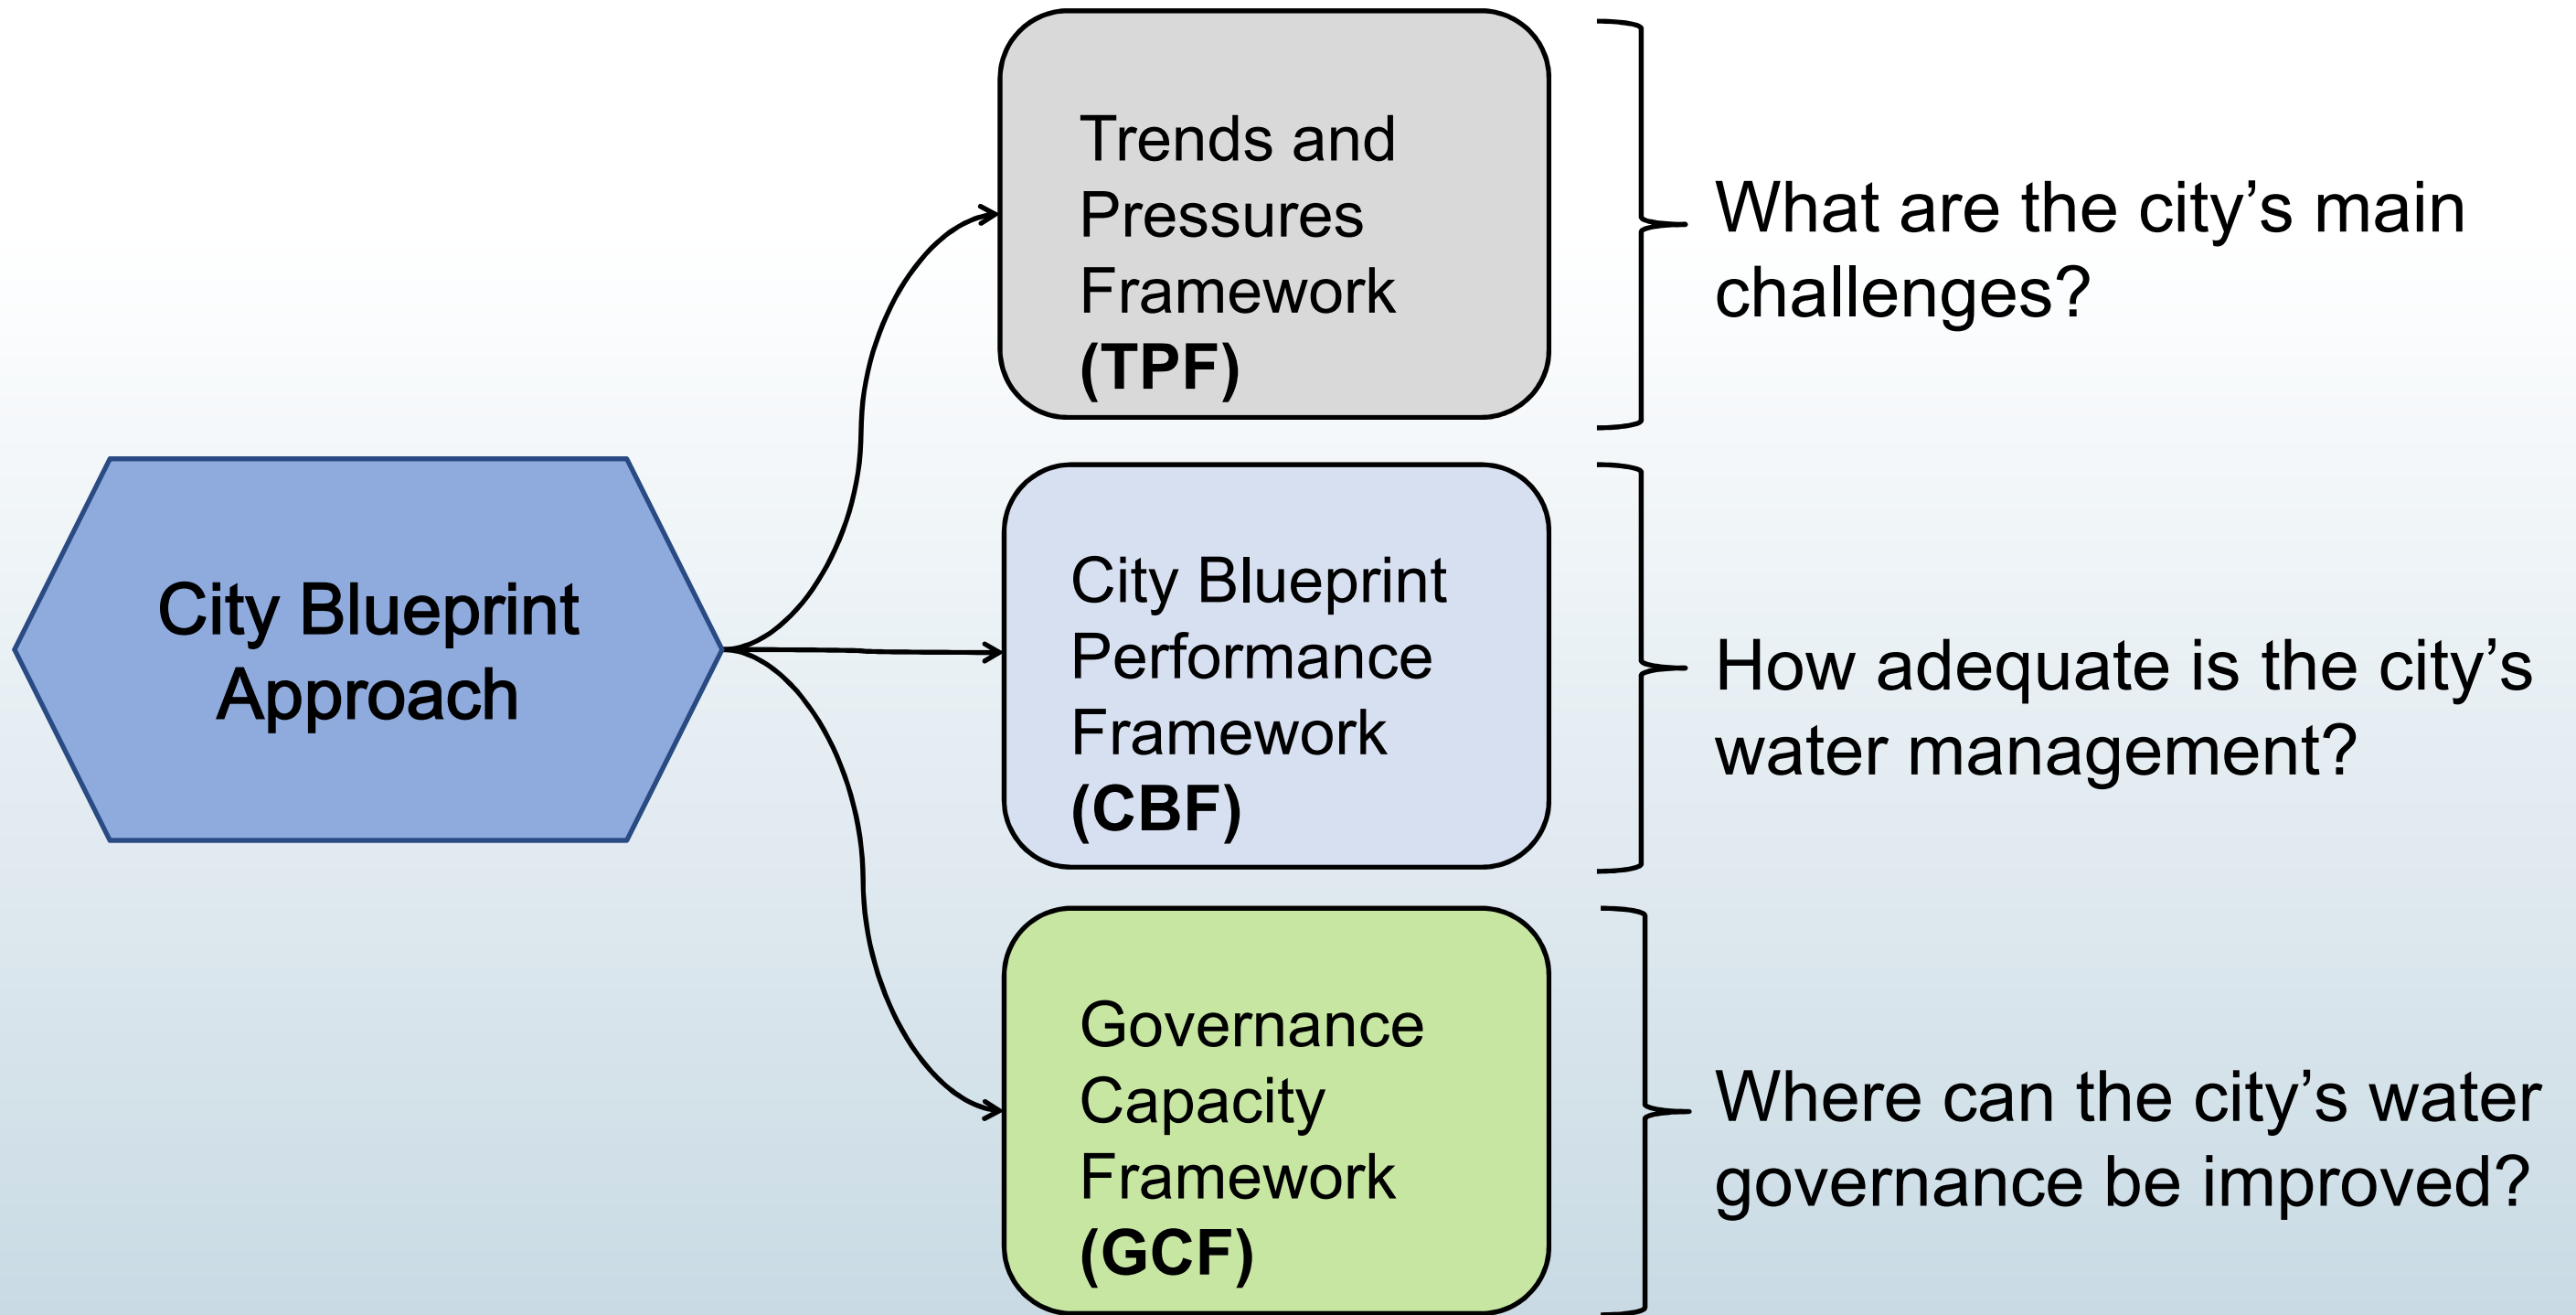 City Blueprint
Approach
Trends and
Pressures
Framework
(TPF)
What are the city’s main
challenges?
City Blueprint
Performance
Framework
(CBF)
How adequate is the city’s
water management?
Governance
Capacity
Framework
(GCF)
Where can the city’s water
governance be improved?